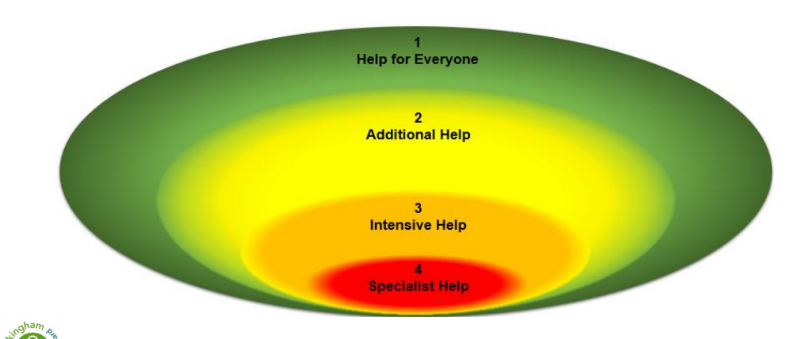 1
Help for Everyone
2
Additional Help
3
Intensive Help
4
Specialist Help